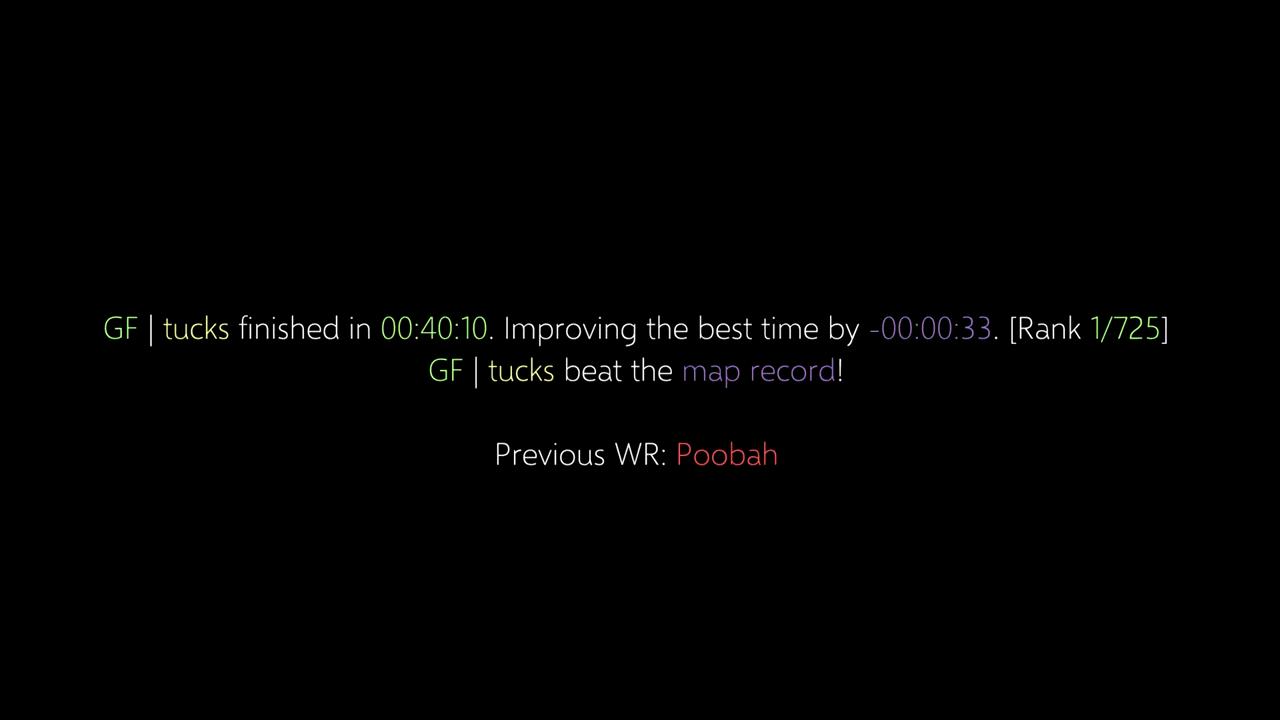 GF | tucks finished in 00:40:10. Improving the best time by -00:00:33. [Rank 1/725]
GF | tucks beat the map record!
Previous WR: Poobah